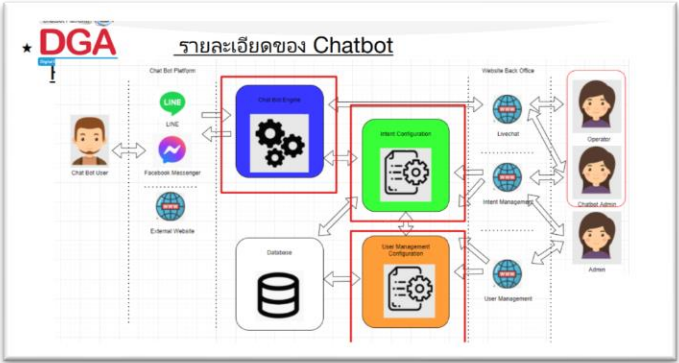 DGA
รายละเอียดของ Chatbot
Chat Bot Platform
Website Back Office
Chat Bot Engine
LINE
LINE
Intent Configuration
Livechat
Operator
Chat Bot User
Facebook Messenger
Intent Management
Chatbot Admin
External Website
Database
User Management
Configuration
User Management
Admin